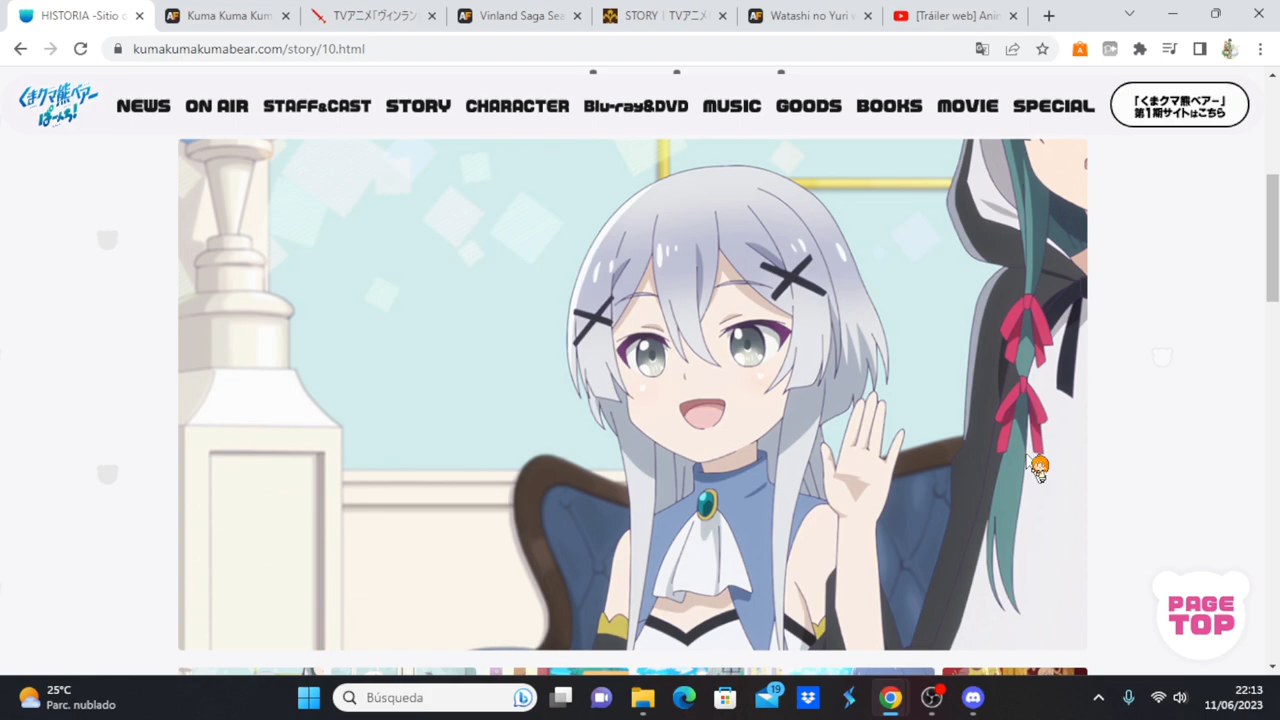 HISTORIA -Sitio o
Kuma Kuma Kum
TVアニメ「ヴィンラン
Vinland Saga Sea
STORY | TVアニメ
Watashi no Yuri w
[Tráiler web] Anim
kumakumakumabear.com/story/10.html
くまクマ熊ベアー
ぱーんち!
NEWS ON AIR STAFF&CAST STORY CHARACTER Blu-ray&DVD MUSIC GOODS BOOKS MOVIE SPECIAL
「くまクマ熊ベアー」
第1期サイトはこちら
PAGE
TOP
25°C
Parc. nublado
Búsqueda
19
22:13
11/06/2023